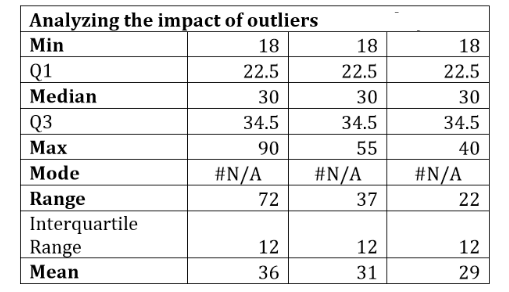 Analyzing the impact of outliers
Min 18 18 18
Q1 22.5 22.5 22.5
Median 30 30 30
Q3 34.5 34.5 34.5
Max 90 55 40
Mode #N/A #N/A #N/A
Range 72 37 22
Interquartile
Range 12 12 12
Mean 36 31 29